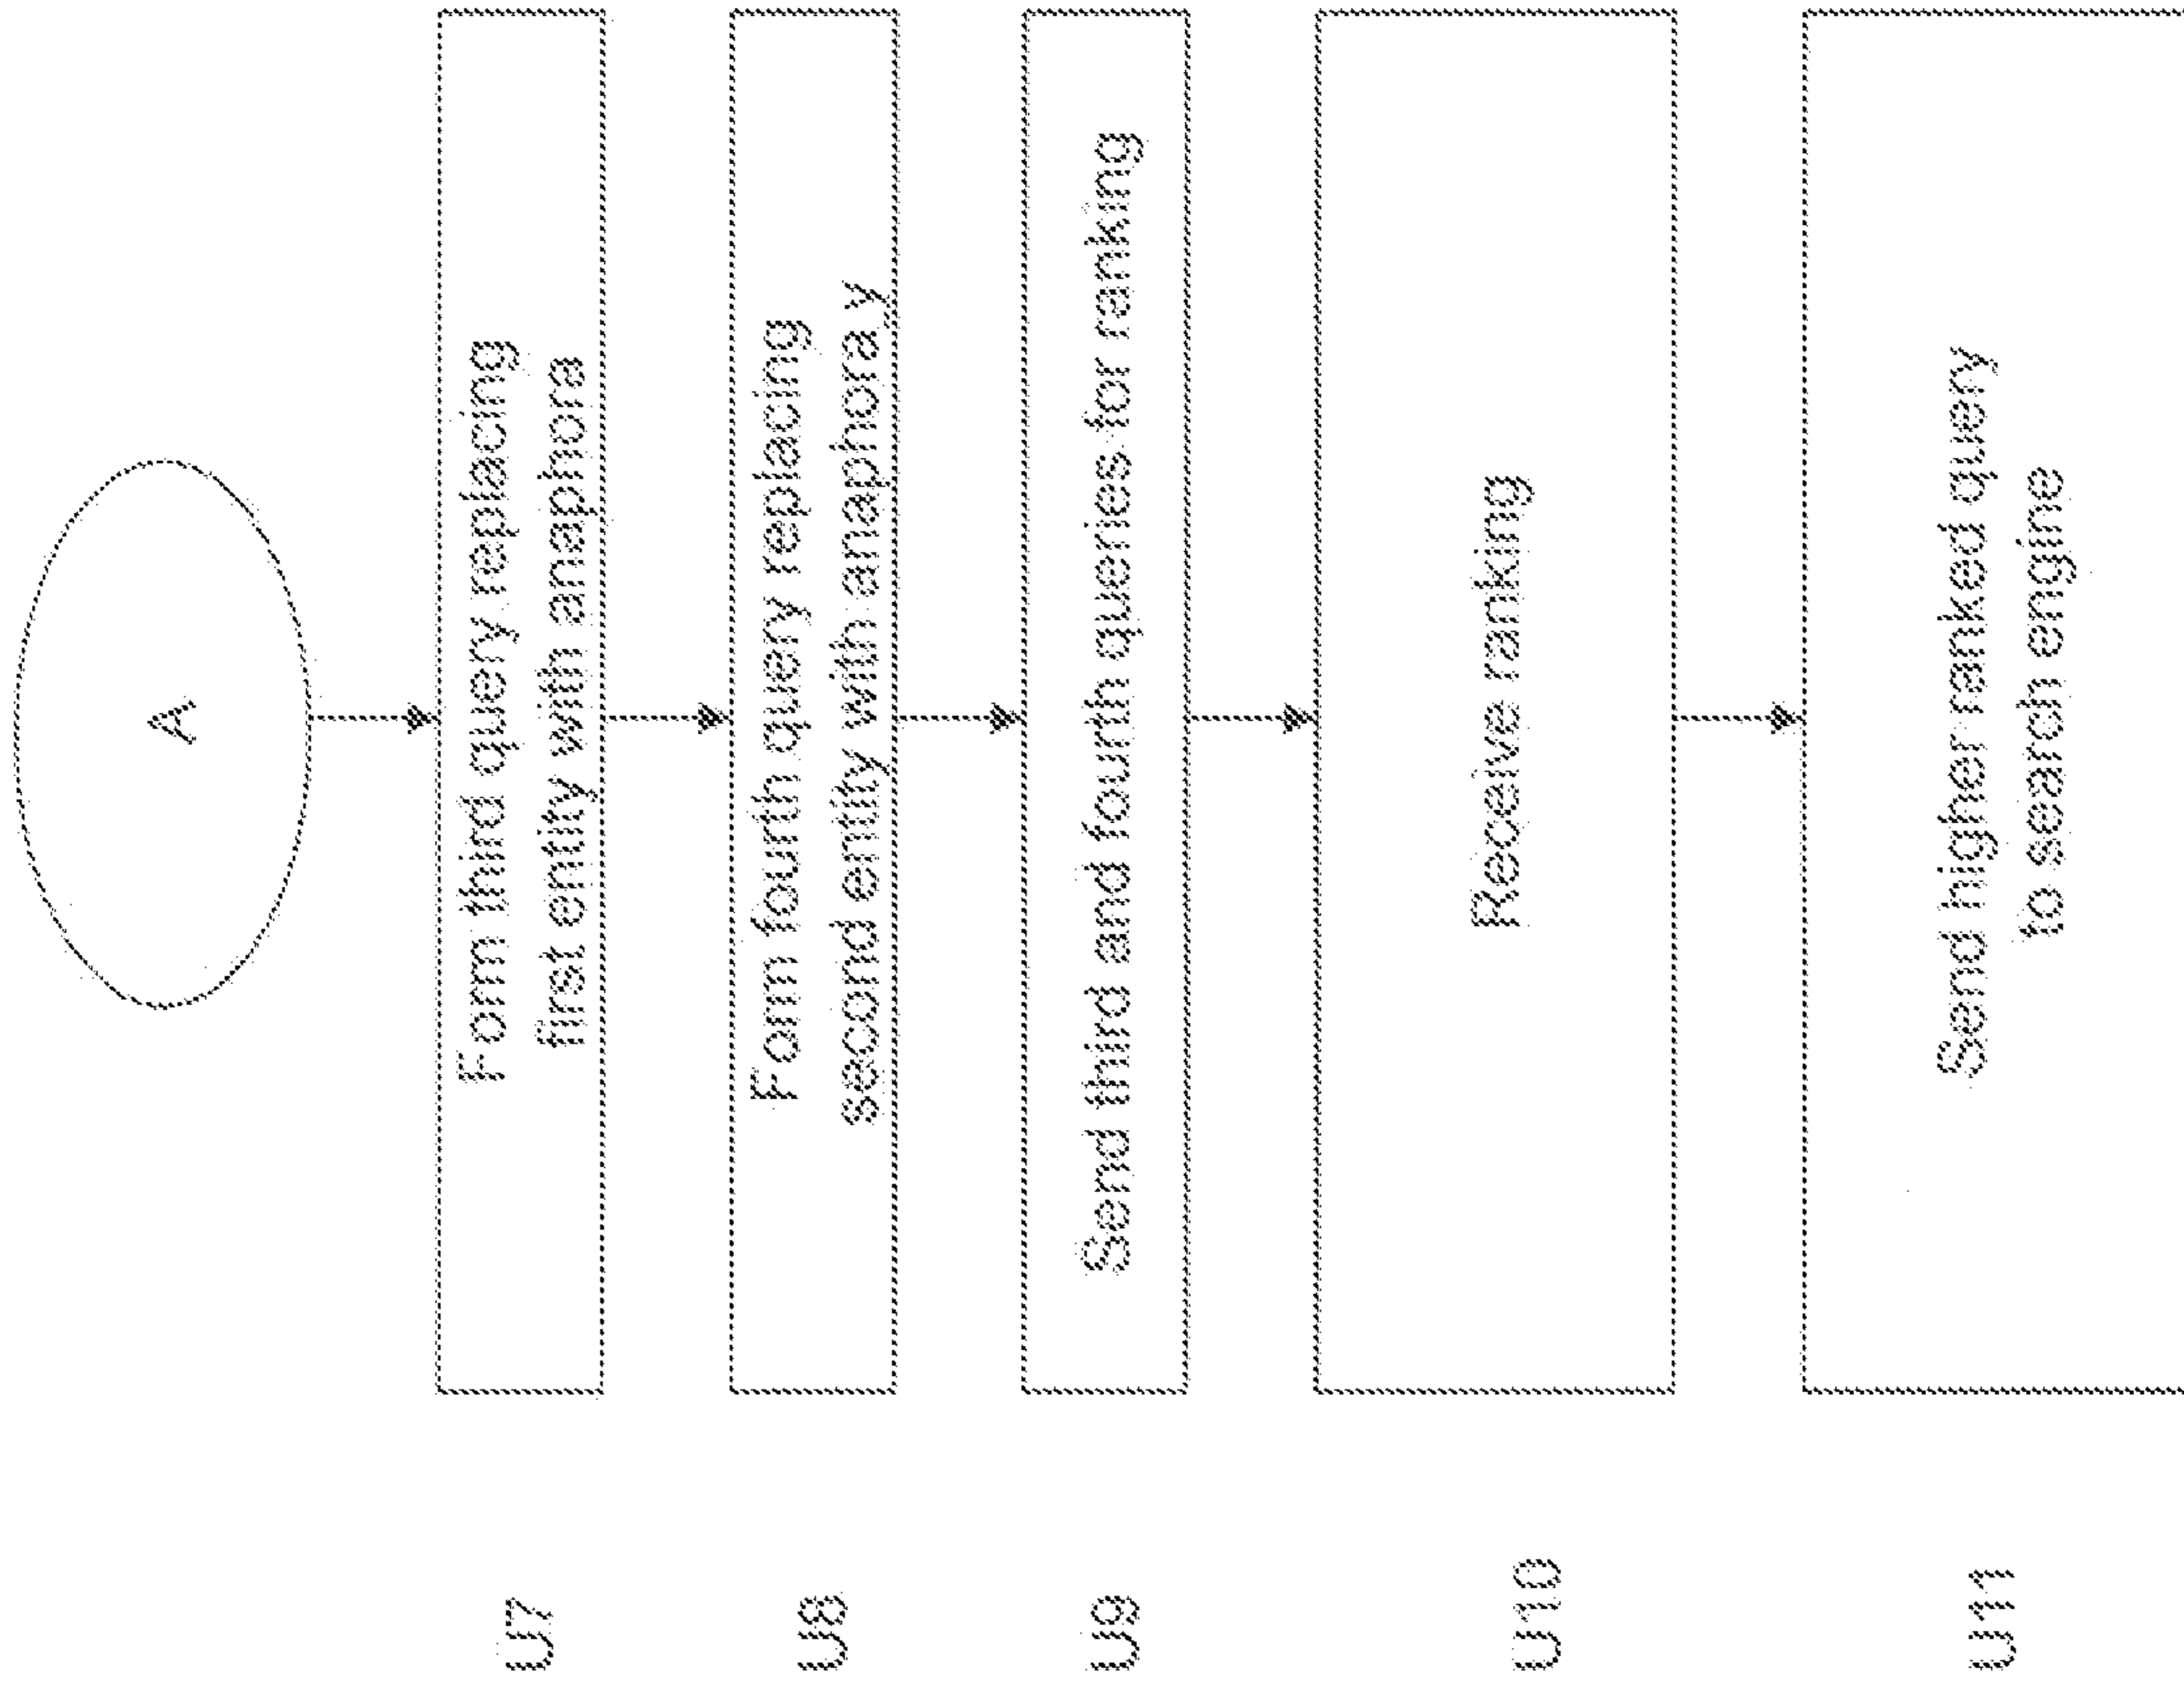 A
U7
Form third query replacing
first entity with anaphora
U8
Form fourth query replacing
second entity with anaphora y
U9
Send third and fourth queries for ranking
U10
Receive ranking
U11
Send higher ranked query
to search engine